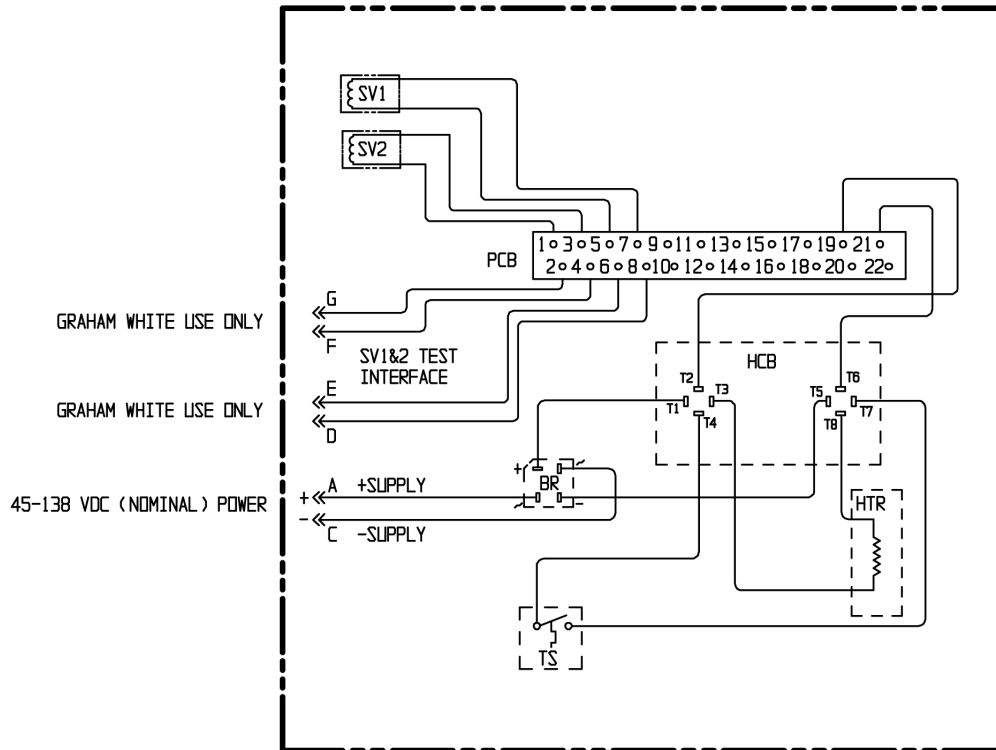 SV1
SV2
1 3 5 7 9 11 13 15 17 19 21
PCB
2 4 6 8 10 12 14 16 18 20 22
G
GRAHAM WHITE USE ONLY
F
SV1&2 TEST
INTERFACE
HCB
T2
T3
T1
T4
T6
T5
T7
T8
E
GRAHAM WHITE USE ONLY
D
+ ~
BR
~ -
A +SUPPLY
45-138 VDC (NOMINAL) POWER
+
-
C -SUPPLY
HTR
TS